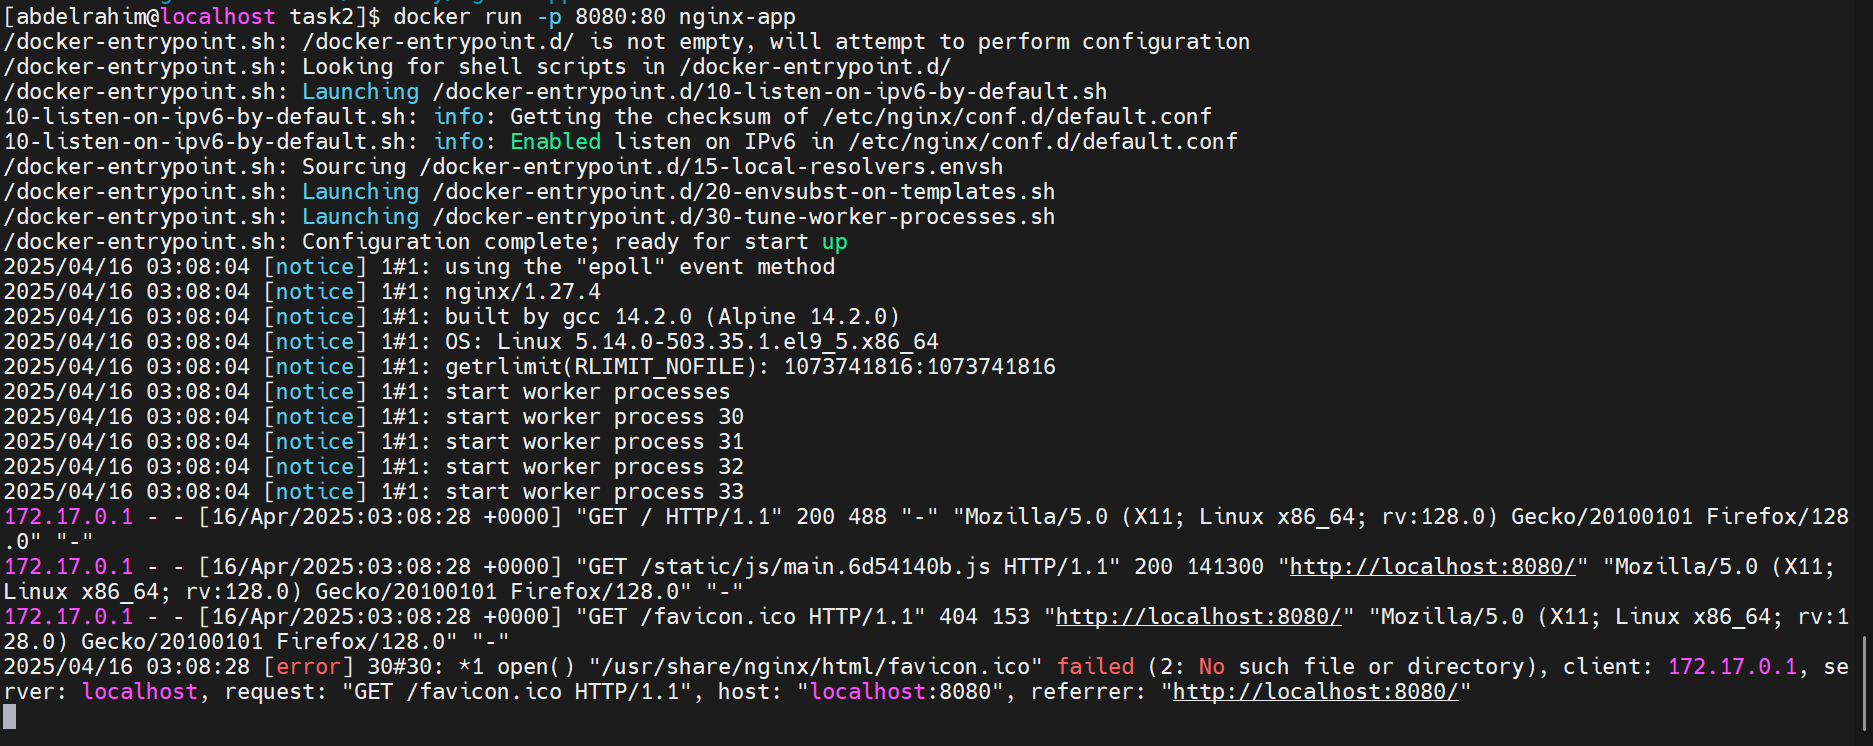 [abdelrahim@localhost task2]$ docker run -p 8080:80 nginx-app
/docker-entrypoint.sh: /docker-entrypoint.d/ is not empty, will attempt to perform configuration
/docker-entrypoint.sh: Looking for shell scripts in /docker-entrypoint.d/
/docker-entrypoint.sh: Launching /docker-entrypoint.d/10-listen-on-ipv6-by-default.sh
10-listen-on-ipv6-by-default.sh: info: Getting the checksum of /etc/nginx/conf.d/default.conf
10-listen-on-ipv6-by-default.sh: info: Enabled listen on IPv6 in /etc/nginx/conf.d/default.conf
/docker-entrypoint.sh: Sourcing /docker-entrypoint.d/15-local-resolvers.envsh
/docker-entrypoint.sh: Launching /docker-entrypoint.d/20-envsubst-on-templates.sh
/docker-entrypoint.sh: Launching /docker-entrypoint.d/30-tune-worker-processes.sh
/docker-entrypoint.sh: Configuration complete; ready for start up
2025/04/16 03:08:04 [notice] 1#1: using the "epoll" event method
2025/04/16 03:08:04 [notice] 1#1: nginx/1.27.4
2025/04/16 03:08:04 [notice] 1#1: built by gcc 14.2.0 (Alpine 14.2.0)
2025/04/16 03:08:04 [notice] 1#1: OS: Linux 5.14.0-503.35.1.el9_5.x86_64
2025/04/16 03:08:04 [notice] 1#1: getrlimit(RLIMIT_NOFILE): 1073741816:1073741816
2025/04/16 03:08:04 [notice] 1#1: start worker processes
2025/04/16 03:08:04 [notice] 1#1: start worker process 30
2025/04/16 03:08:04 [notice] 1#1: start worker process 31
2025/04/16 03:08:04 [notice] 1#1: start worker process 32
2025/04/16 03:08:04 [notice] 1#1: start worker process 33
172.17.0.1 - - [16/Apr/2025:03:08:28 +0000] "GET / HTTP/1.1" 200 488 "-" "Mozilla/5.0 (X11; Linux x86_64; rv:128.0) Gecko/20100101 Firefox/128
.0" "-"
172.17.0.1 - - [16/Apr/2025:03:08:28 +0000] "GET /static/js/main.6d54140b.js HTTP/1.1" 200 141300 "http://localhost:8080/" "Mozilla/5.0 (X11;
Linux x86_64; rv:128.0) Gecko/20100101 Firefox/128.0" "-"
172.17.0.1 - - [16/Apr/2025:03:08:28 +0000] "GET /favicon.ico HTTP/1.1" 404 153 "http://localhost:8080/" "Mozilla/5.0 (X11; Linux x86_64; rv:1
28.0) Gecko/20100101 Firefox/128.0" "-"
2025/04/16 03:08:28 [error] 30#30: *1 open() "/usr/share/nginx/html/favicon.ico" failed (2: No such file or directory), client: 172.17.0.1, se
rver: localhost, request: "GET /favicon.ico HTTP/1.1", host: "localhost:8080", referrer: "http://localhost:8080/"